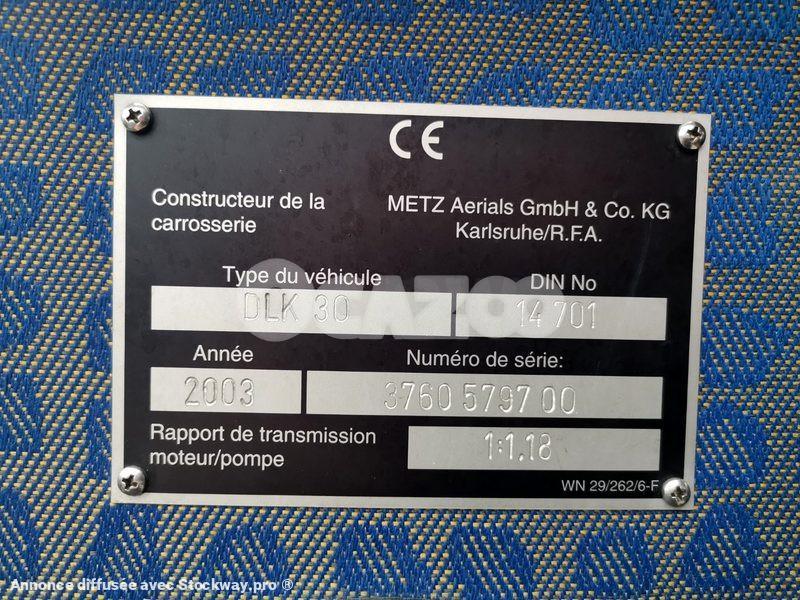 CE
Constructeur de la
carrosserie
METZ Aerials GmbH & Co. KG
Karlsruhe/R.F.A.
Type du véhicule
DIN No
DLK 30
14 701
Année
Numéro de série:
2003
3760 5797 00
Rapport de transmission
moteur/pompe
1:1.18
WN 29/262/6-F
OCAZOO
Annonce diffusée avec Stockway.pro ®